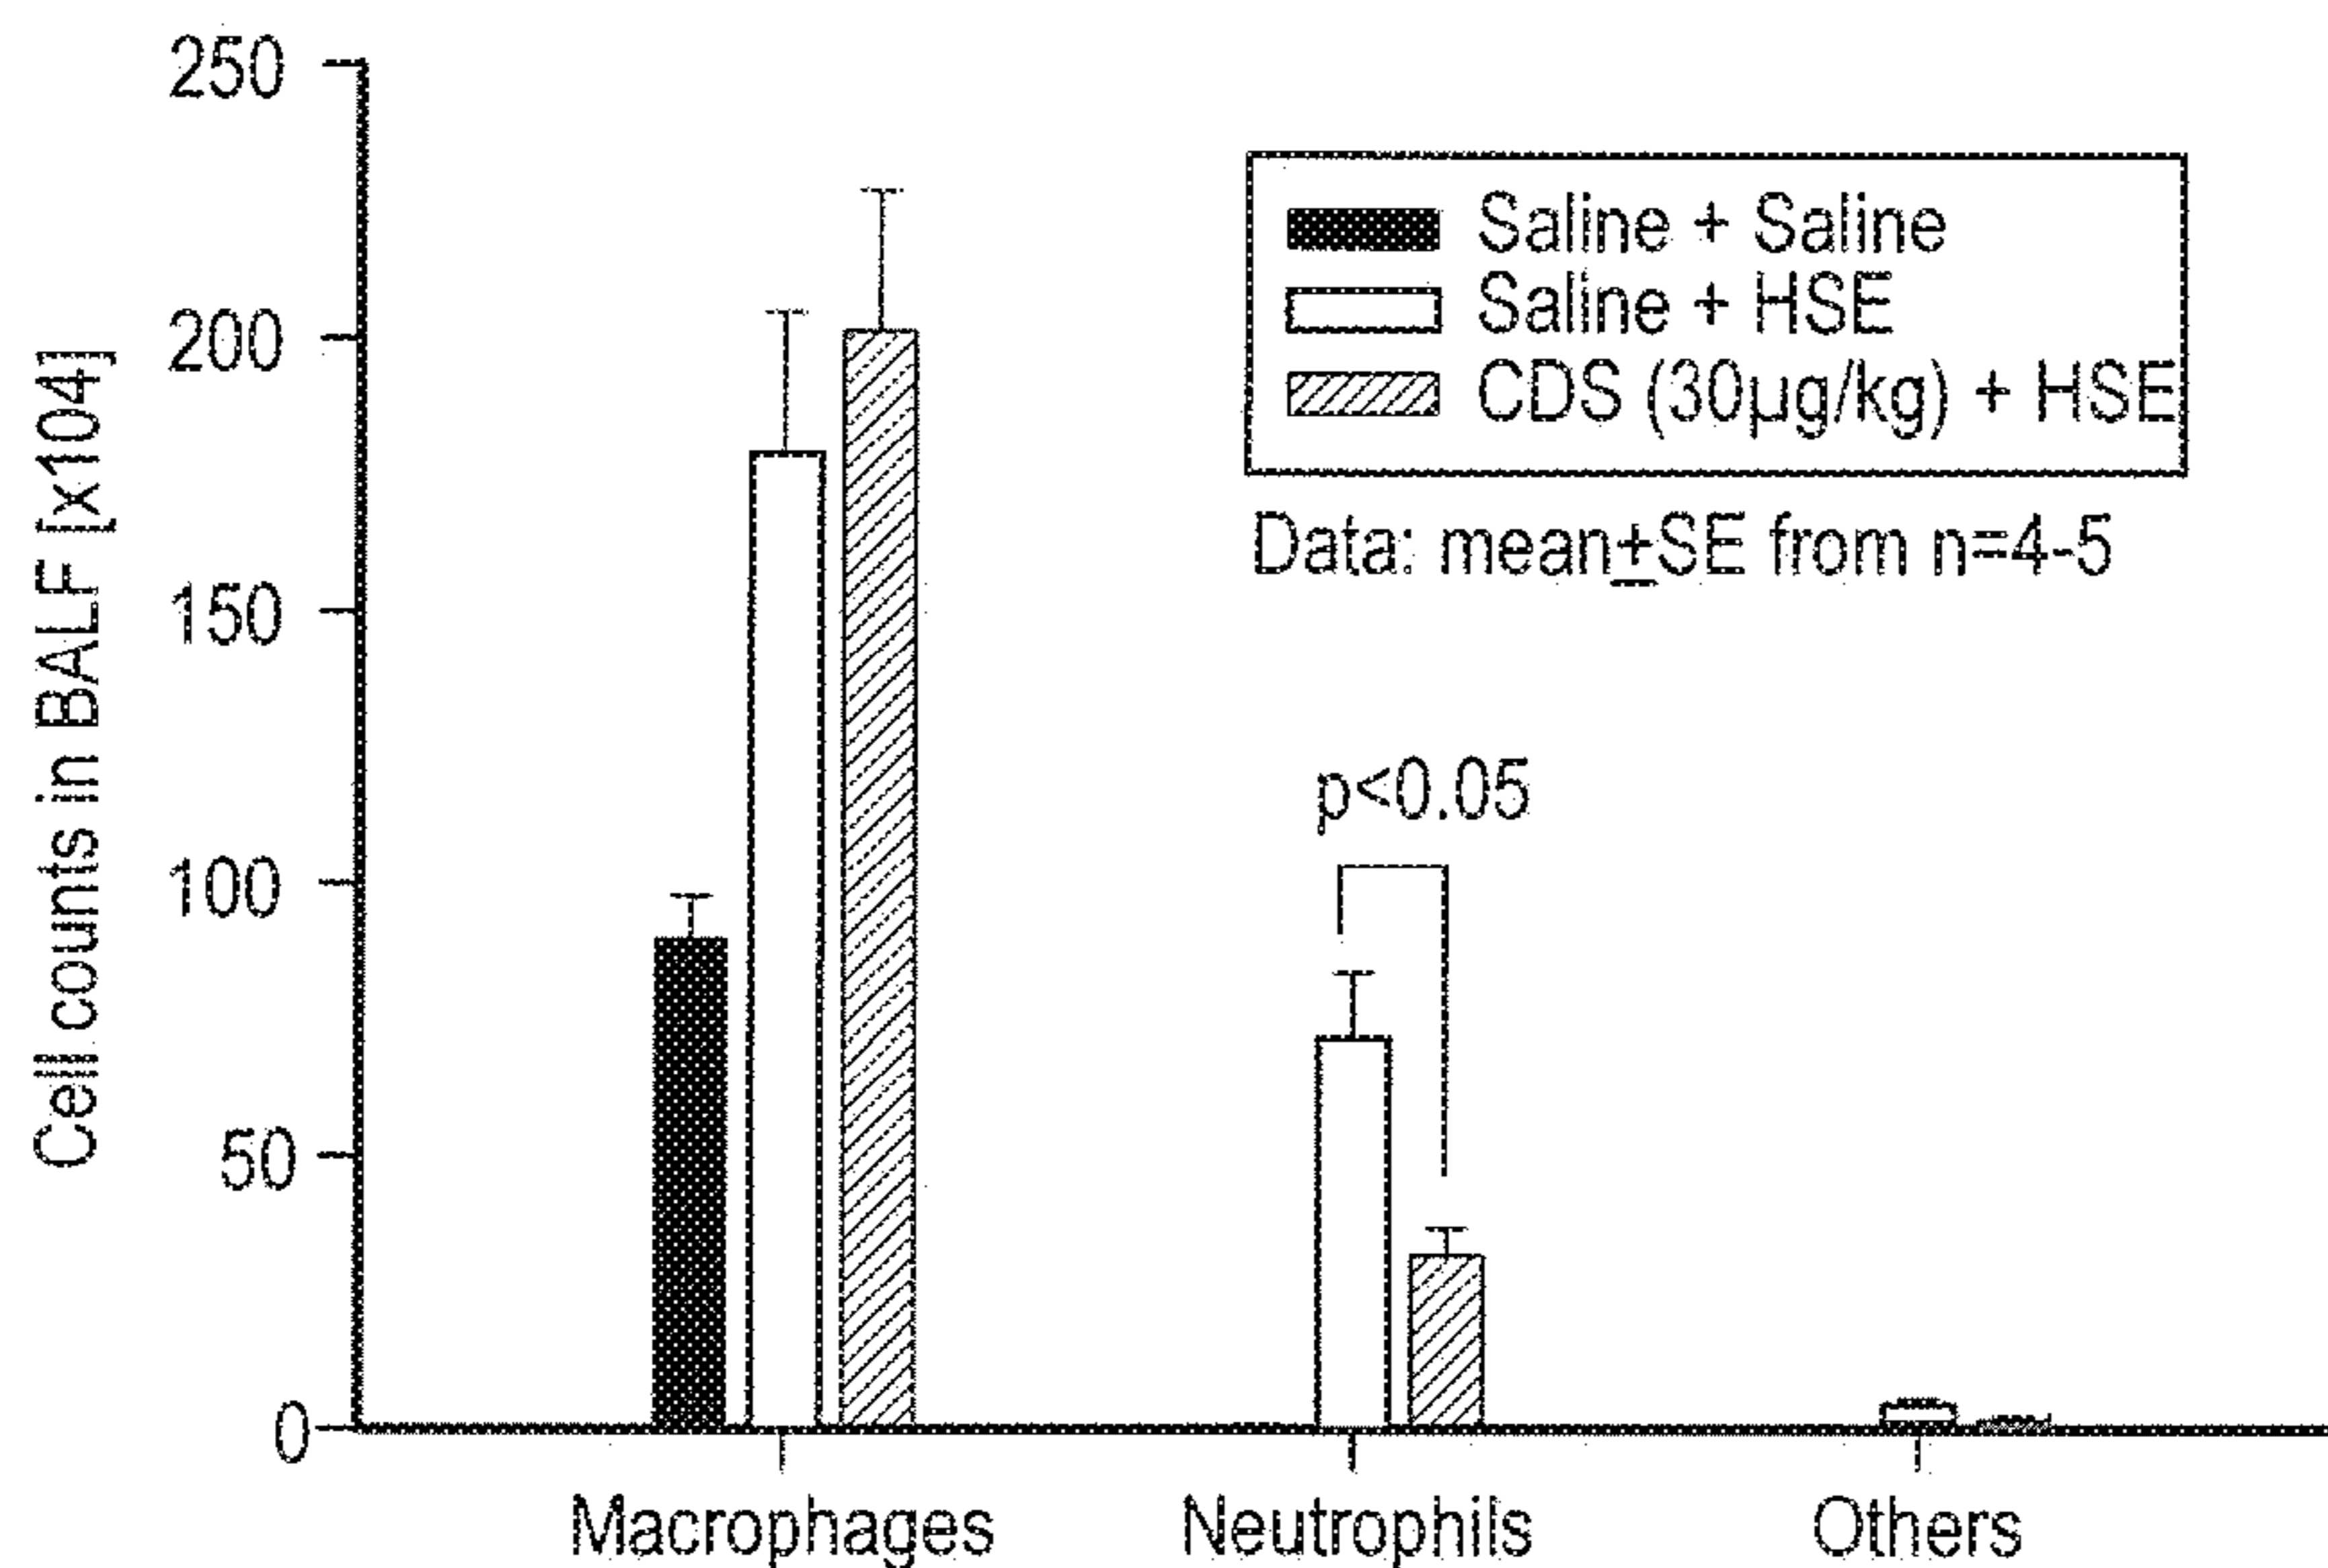 Cell counts in BALF [x104]
250
200
150
100
50
0
Saline + Saline
Saline + HSE
CDS (30µg/kg) + HSE
Data: mean±SE from n=4-5
p<0.05
Macrophages
Neutrophils
Others